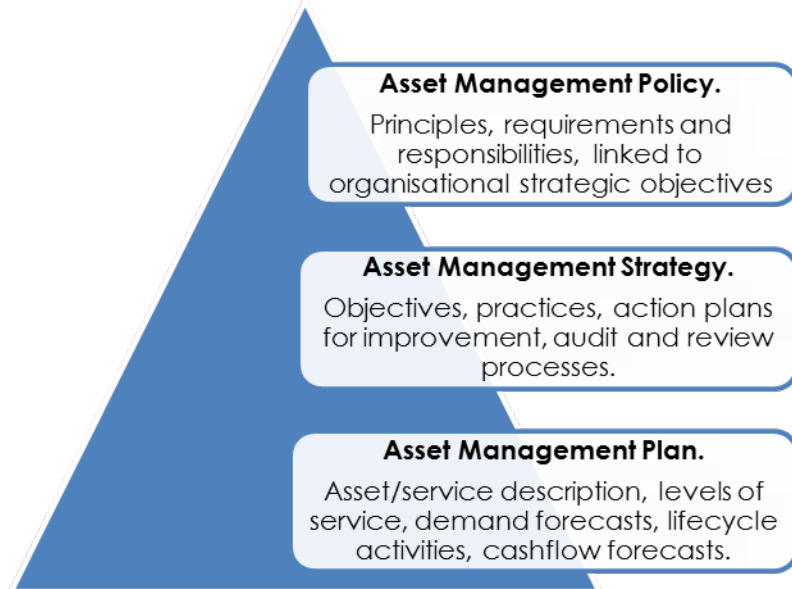 Asset Management Policy.
Principles, requirements and
responsibilities, linked to
organisational strategic objectives
Asset Management Strategy.
Objectives, practices, action plans
for improvement, audit and review
processes.
Asset Management Plan.
Asset/service description, levels of
service, demand forecasts, lifecycle
activities, cashflow forecasts.